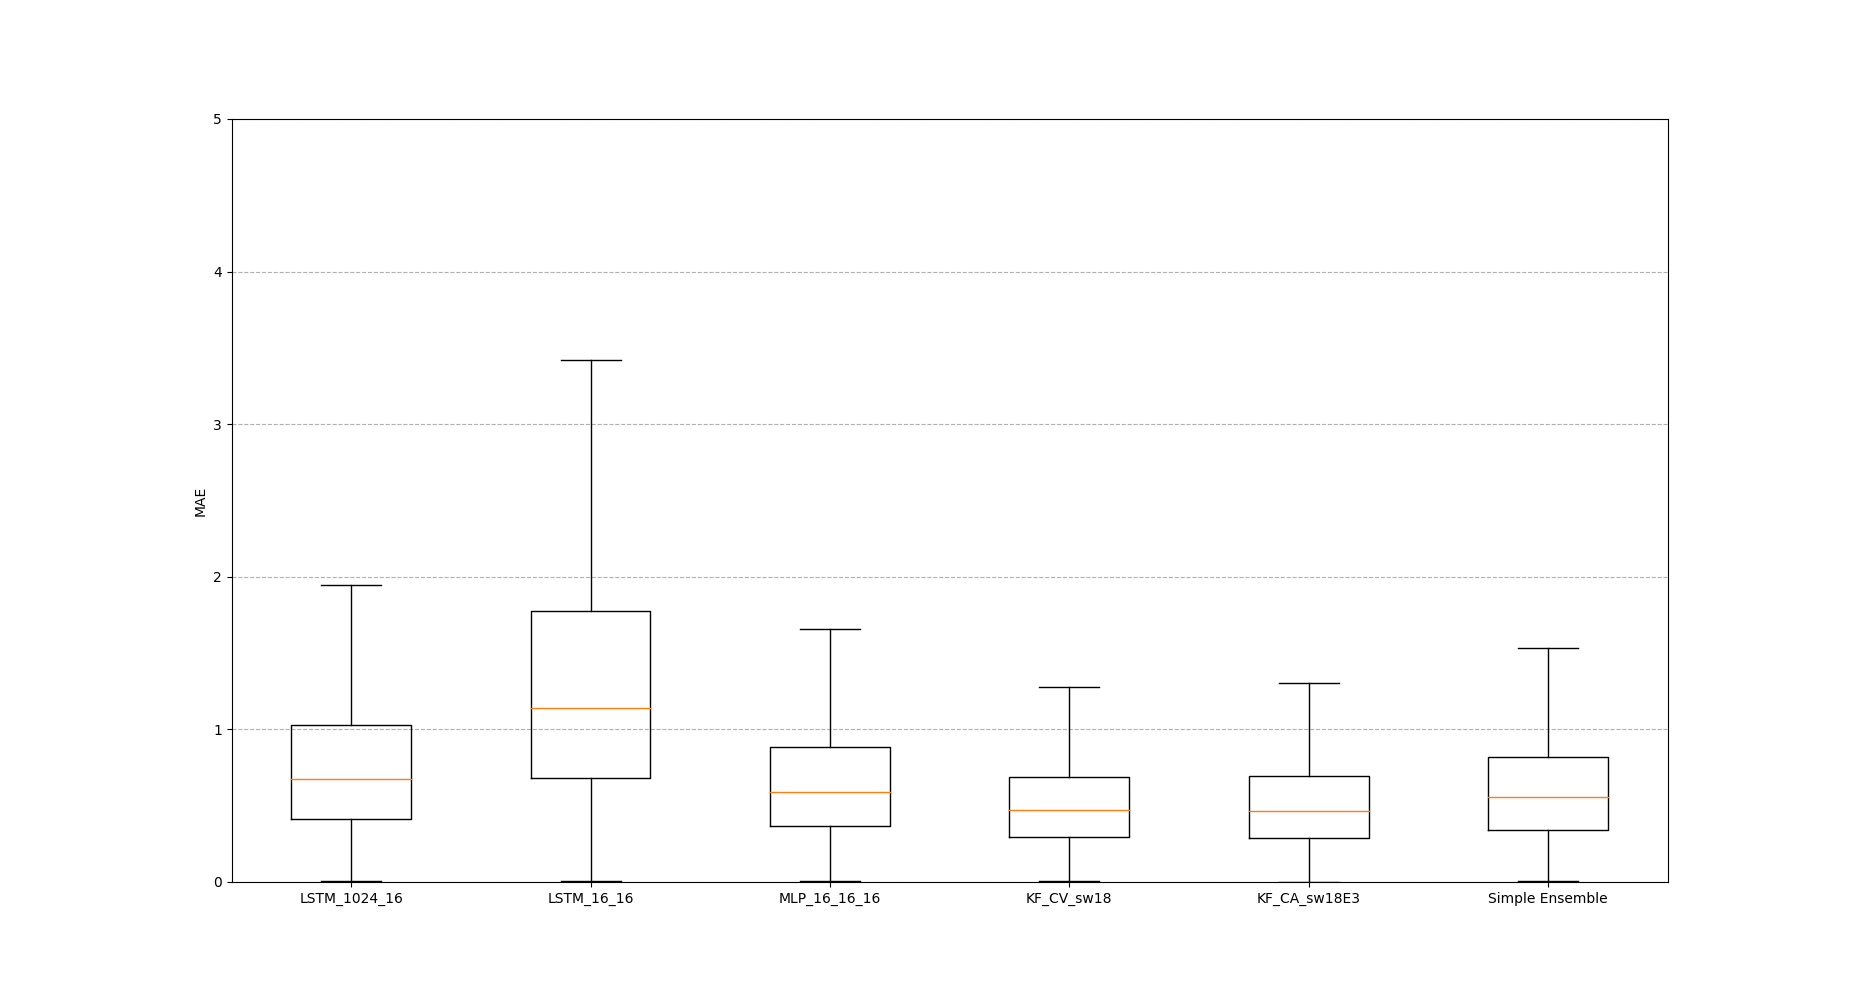 5
4
3
2
1
0
MAE
LSTM_1024_16
LSTM_16_16
MLP_16_16_16
KF_CV_sw18
KF_CA_sw18E3
Simple Ensemble